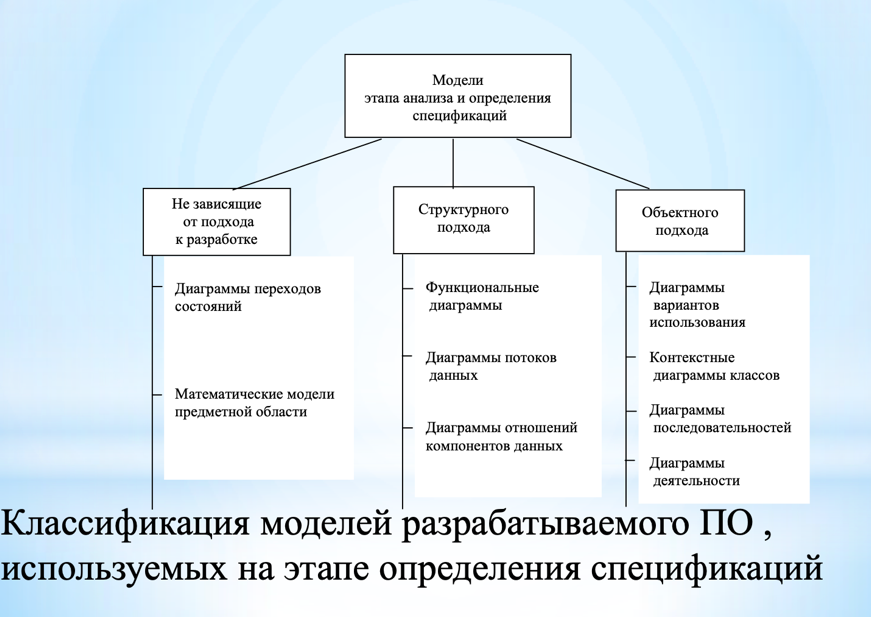 Модели
этапа анализа и определения
спецификаций
Не зависящие
от подхода
к разработке
Структурного
подхода
Объектного
подхода
Диаграммы переходов
состояний
Математические модели
предметной области
Функциональные
диаграммы
Диаграммы потоков
данных
Диаграммы отношений
компонентов данных
Диаграммы
вариантов
использования
Контекстные
диаграммы классов
Диаграммы
последовательностей
Диаграммы
деятельности
Классификация моделей разрабатываемого ПО ,
используемых на этапе определения спецификаций